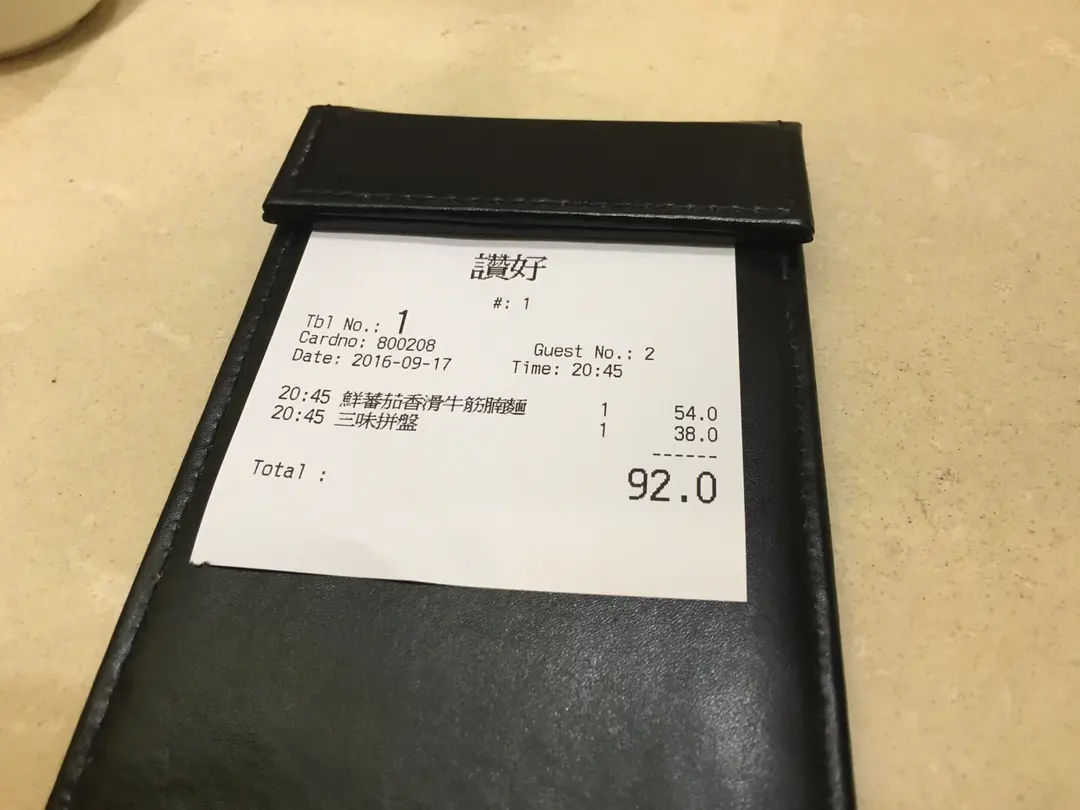 讚好
#: 1
Tbl No.: 1
Cardno: 800208 Guest No.: 2
Date: 2016-09-17 Time: 20:45
20:45 鮮蕃茄香滑牛筋腩麵 1 54.0
20:45 三味拼盤 1 38.0
------
Total : 92.0